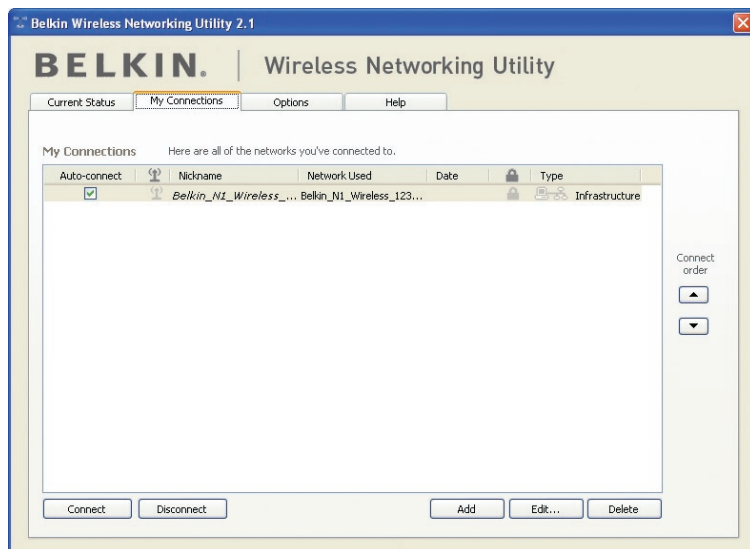 Belkin Wireless Networking Utility 2.1
BELKIN. | Wireless Networking Utility
Current Status My Connections Options Help
My Connections Here are all of the networks you've connected to.
Auto-connect Nickname Network Used Date Type
Belkin_N1_Wireless_... Belkin_N1_Wireless_123... Infrastructure
Connect
order
Connect Disconnect Add Edit... Delete